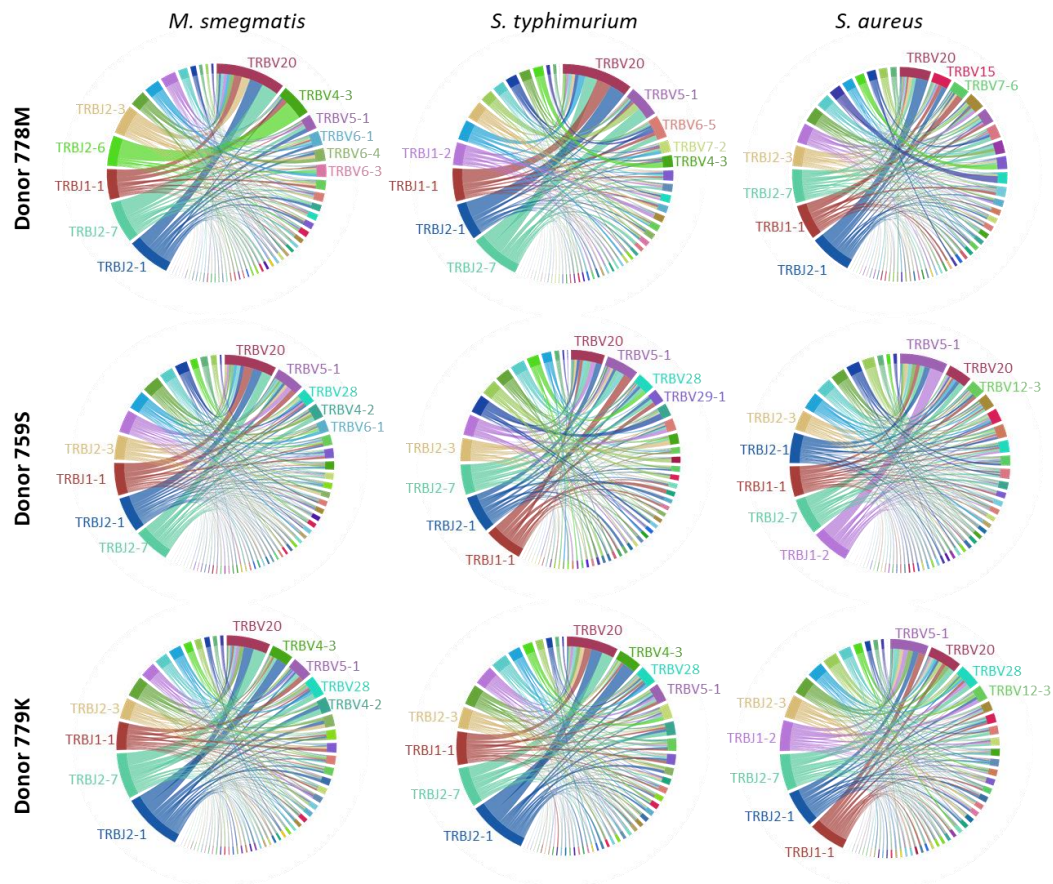 M. smegmatis
S. typhimurium
S. aureus
Donor 778M
TRBV20
TRBV4-3
TRBV5-1
TRBV6-1
TRBV6-4
TRBV6-3
TRBJ2-3
TRBJ2-6
TRBJ1-1
TRBJ2-7
TRBJ2-1
TRBV20
TRBV5-1
TRBV6-5
TRBV7-2
TRBV4-3
TRBJ1-2
TRBJ1-1
TRBJ2-1
TRBJ2-7
TRBV20
TRBV15
TRBV7-6
TRBJ2-3
TRBJ2-7
TRBJ1-1
TRBJ2-1
Donor 759S
TRBV20
TRBV5-1
TRBV28
TRBV4-2
TRBV6-1
TRBJ2-3
TRBJ1-1
TRBJ2-1
TRBJ2-7
TRBV20
TRBV5-1
TRBV28
TRBV29-1
TRBJ2-3
TRBJ2-7
TRBJ2-1
TRBJ1-1
TRBV5-1
TRBV20
TRBV12-3
TRBJ2-3
TRBJ2-1
TRBJ1-1
TRBJ2-7
TRBJ1-2
Donor 779K
TRBV20
TRBV4-3
TRBV5-1
TRBV28
TRBV4-2
TRBJ2-3
TRBJ1-1
TRBJ2-7
TRBJ2-1
TRBV20
TRBV4-3
TRBV28
TRBV5-1
TRBJ2-3
TRBJ1-1
TRBJ2-7
TRBJ2-1
TRBV5-1
TRBV20
TRBV28
TRBV12-3
TRBJ2-3
TRBJ1-2
TRBJ2-7
TRBJ2-1
TRBJ1-1